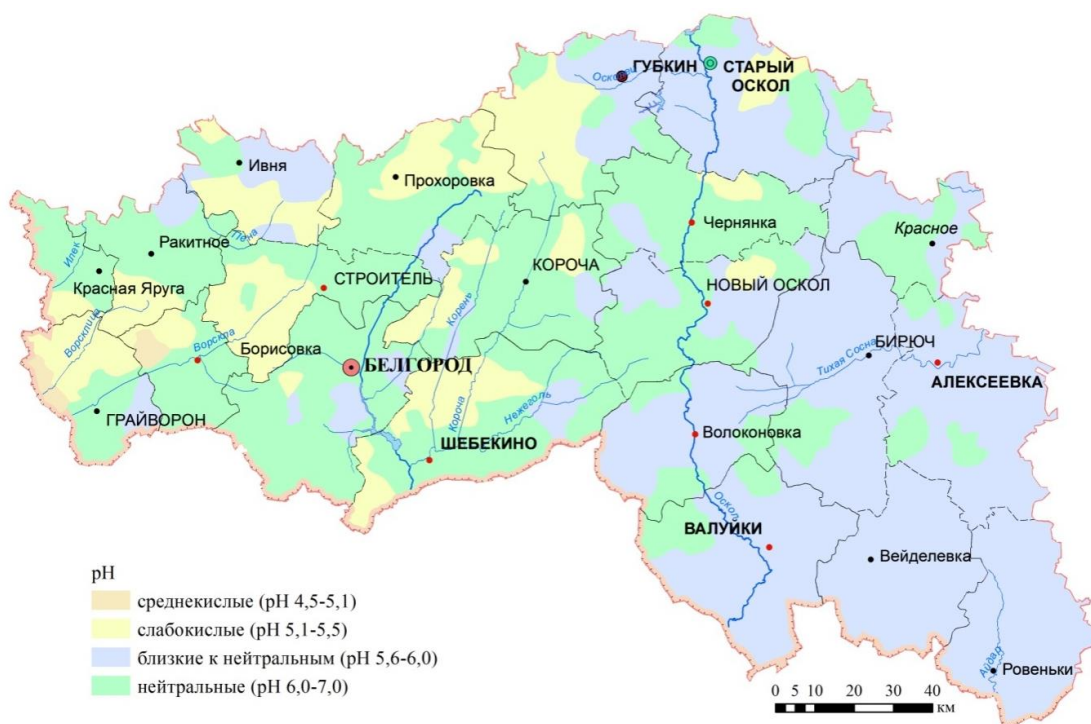 ГУБКИН
СТАРЫЙ
ОСКОЛ
Ивня
Прохоровка
Пена
Илек
Ракитное
Красная Яруга
СТРОИТЕЛЬ
КОРОЧА
Корень
Чернянка
Красное
НОВЫЙ ОСКОЛ
Ворсклица
Ворскла
Борисовка
БЕЛГОРОД
БИРЮЧ
Тихая Сосна
АЛЕКСЕЕВКА
ГРАЙВОРОН
Короча
Нежеголь
ШЕБЕКИНО
Волоконовка
Оскол
ВАЛУЙКИ
Вейделевка
Айдар
Ровеньки
pH
среднекислые (pH 4,5-5,1)
слабокислые (pH 5,1-5,5)
близкие к нейтральным (pH 5,6-6,0)
нейтральные (pH 6,0-7,0)
0 5 10 20 30 40
км